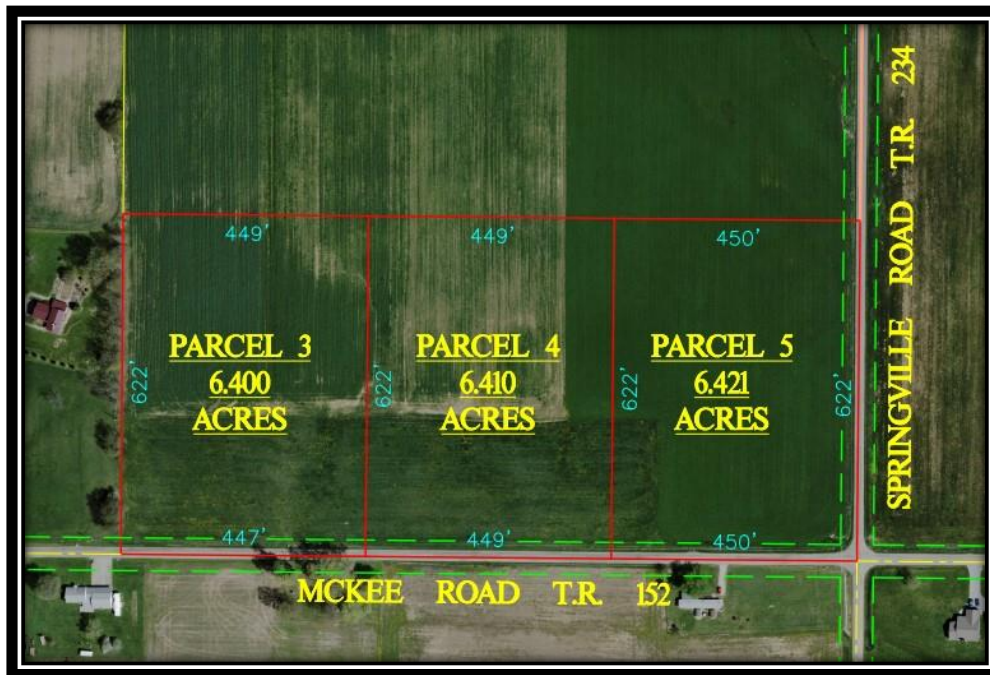 449'
449'
450'
PARCEL 3
6.400
ACRES
PARCEL 4
6.410
ACRES
PARCEL 5
6.421
ACRES
622'
622'
622'
622'
447'
449'
450'
MCKEE ROAD T.R. 152
SPRINGVILLE ROAD T.R. 234